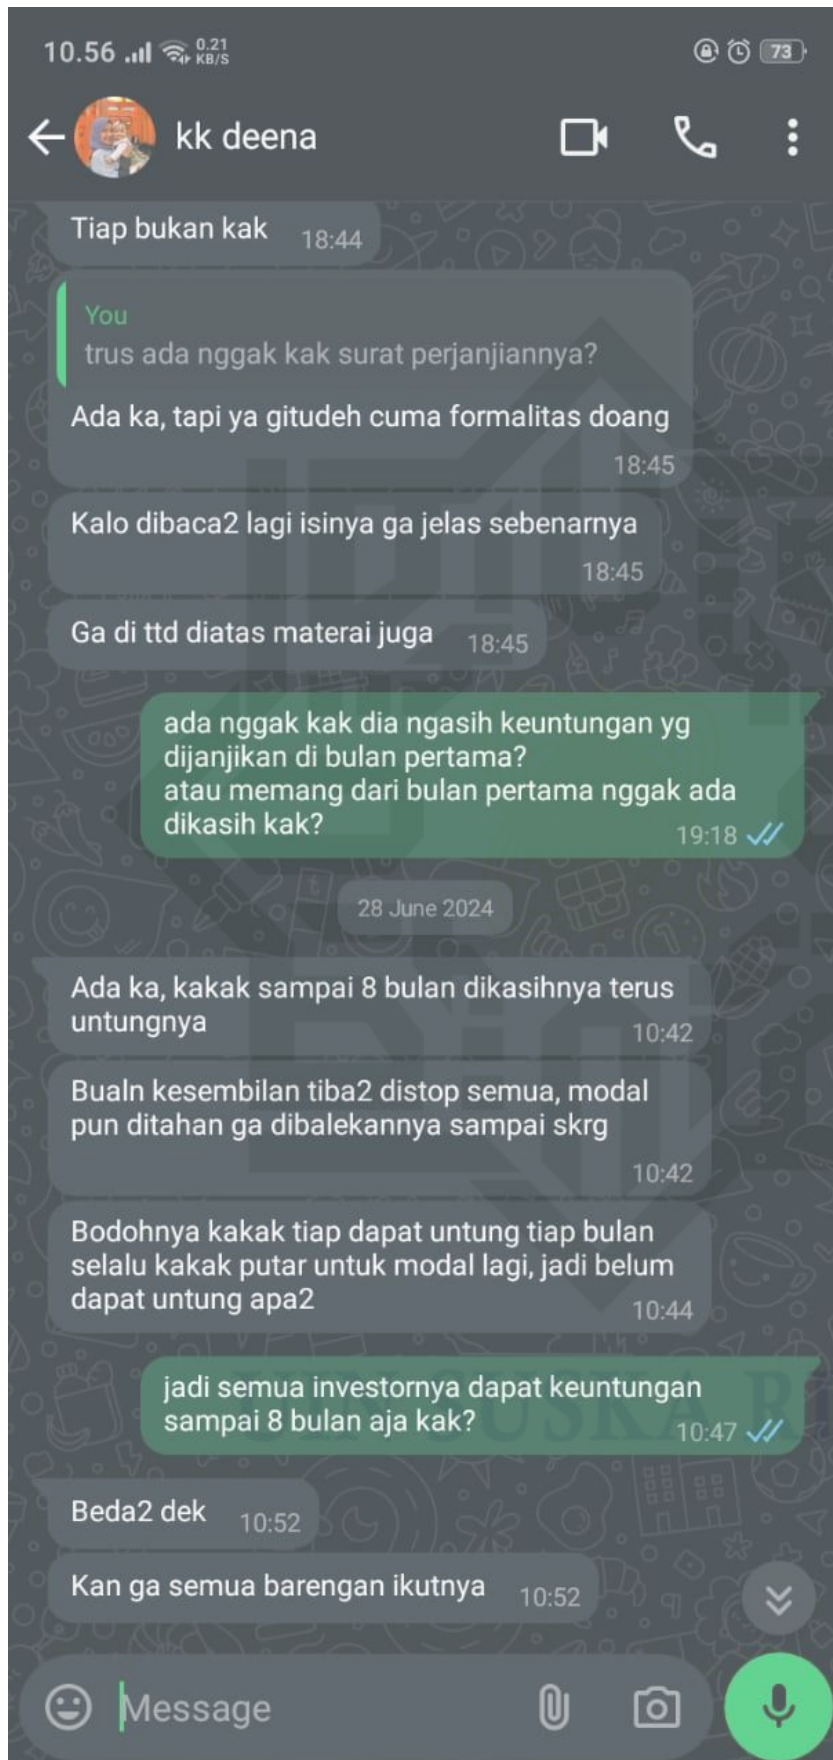 10.56 0.21 KB/S 73
kk deena
Tiap bukan kak 18:44
You
trus ada nggak kak surat perjanjiannya?
Ada ka, tapi ya gitudeh cuma formalitas doang
18:45
Kalo dibaca2 lagi isinya ga jelas sebenarnya
18:45
Ga di ttd diatas materai juga 18:45
ada nggak kak dia ngasih keuntungan yg
dijanjikan di bulan pertama?
atau memang dari bulan pertama nggak ada
dikasih kak? 19:18
28 June 2024
Ada ka, kakak sampai 8 bulan dikasihnya terus
untungnya 10:42
Bualn kesembilan tiba2 distop semua, modal
pun ditahan ga dibalekannya sampai skrg
10:42
Bodohnya kakak tiap dapat untung tiap bulan
selalu kakak putar untuk modal lagi, jadi belum
dapat untung apa2 10:44
jadi semua investornya dapat keuntungan
sampai 8 bulan aja kak? 10:47
UIN SUSKA R
Beda2 dek 10:52
Kan ga semua barengan ikutnya 10:52
Message